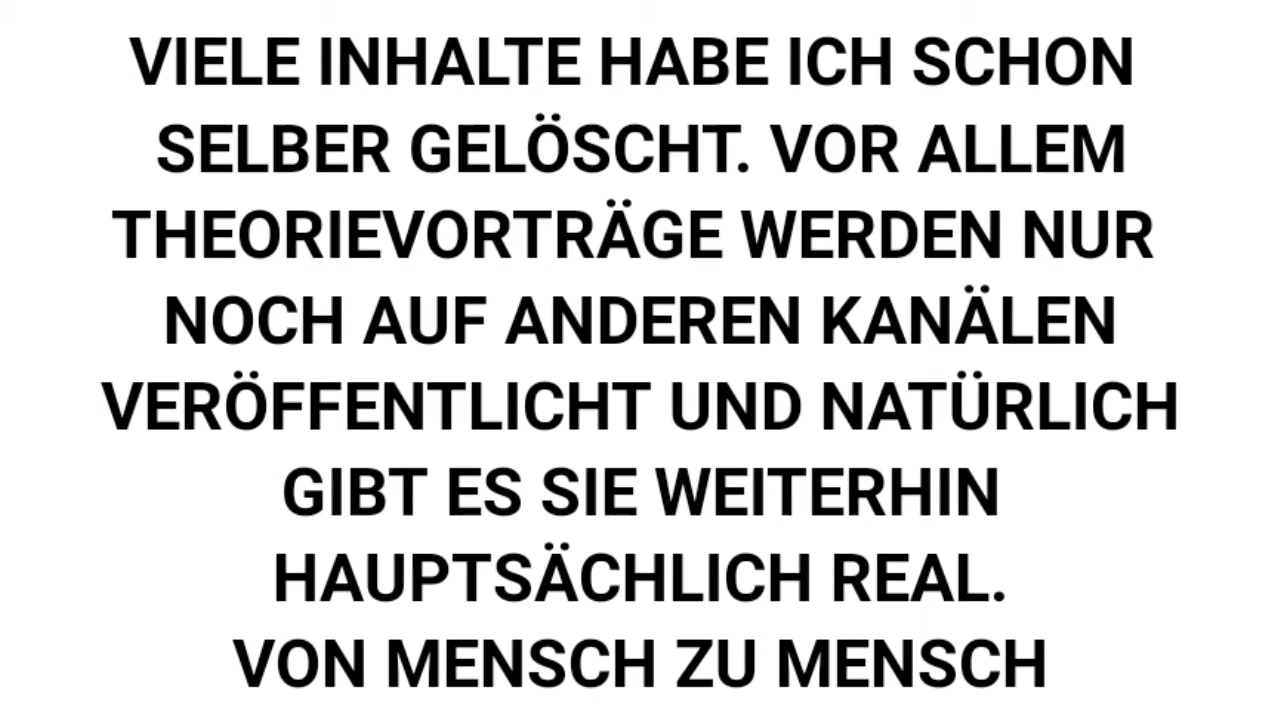 VIELE INHALTE HABE ICH SCHON
SELBER GELÖSCHT. VOR ALLEM
THEORIEVORTRÄGE WERDEN NUR
NOCH AUF ANDEREN KANÄLEN
VERÖFFENTLICHT UND NATÜRLICH
GIBT ES SIE WEITERHIN
HAUPTSÄCHLICH REAL.
VON MENSCH ZU MENSCH